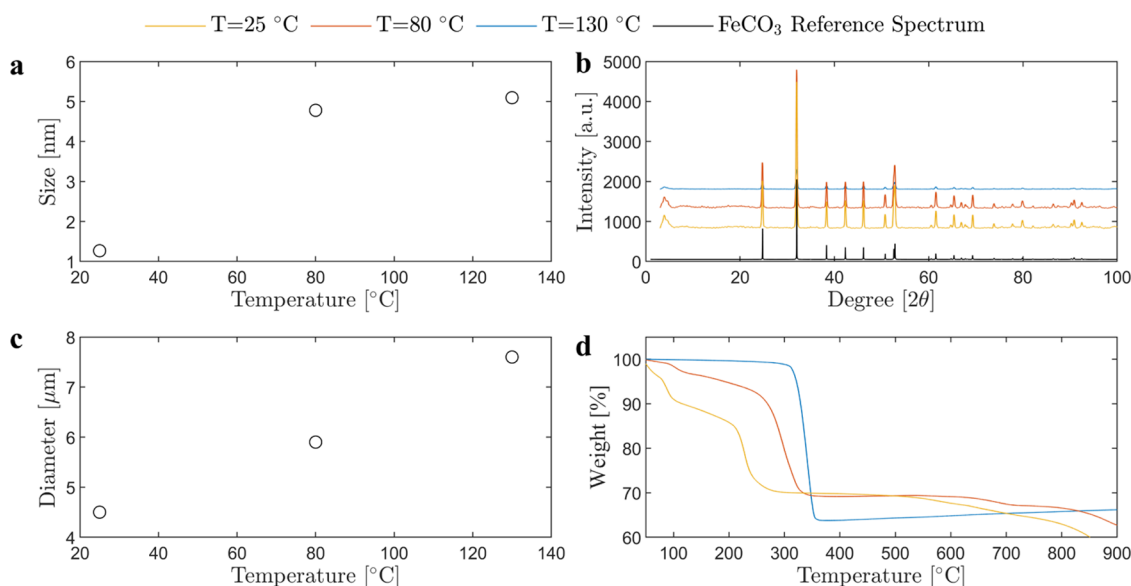 T=25 °C T=80 °C T=130 °C FeCO₃ Reference Spectrum
a
6
5
4
3
2
1
Size [nm]
20 40 60 80 100 120 140
Temperature [°C]
b
5000
4000
3000
2000
1000
0
Intensity [a.u.]
0 20 40 60 80 100
Degree [2θ]
c
8
7
6
5
4
Diameter [μm]
20 40 60 80 100 120 140
Temperature [°C]
d
100
90
80
70
60
Weight [%]
100 200 300 400 500 600 700 800 900
Temperature [°C]